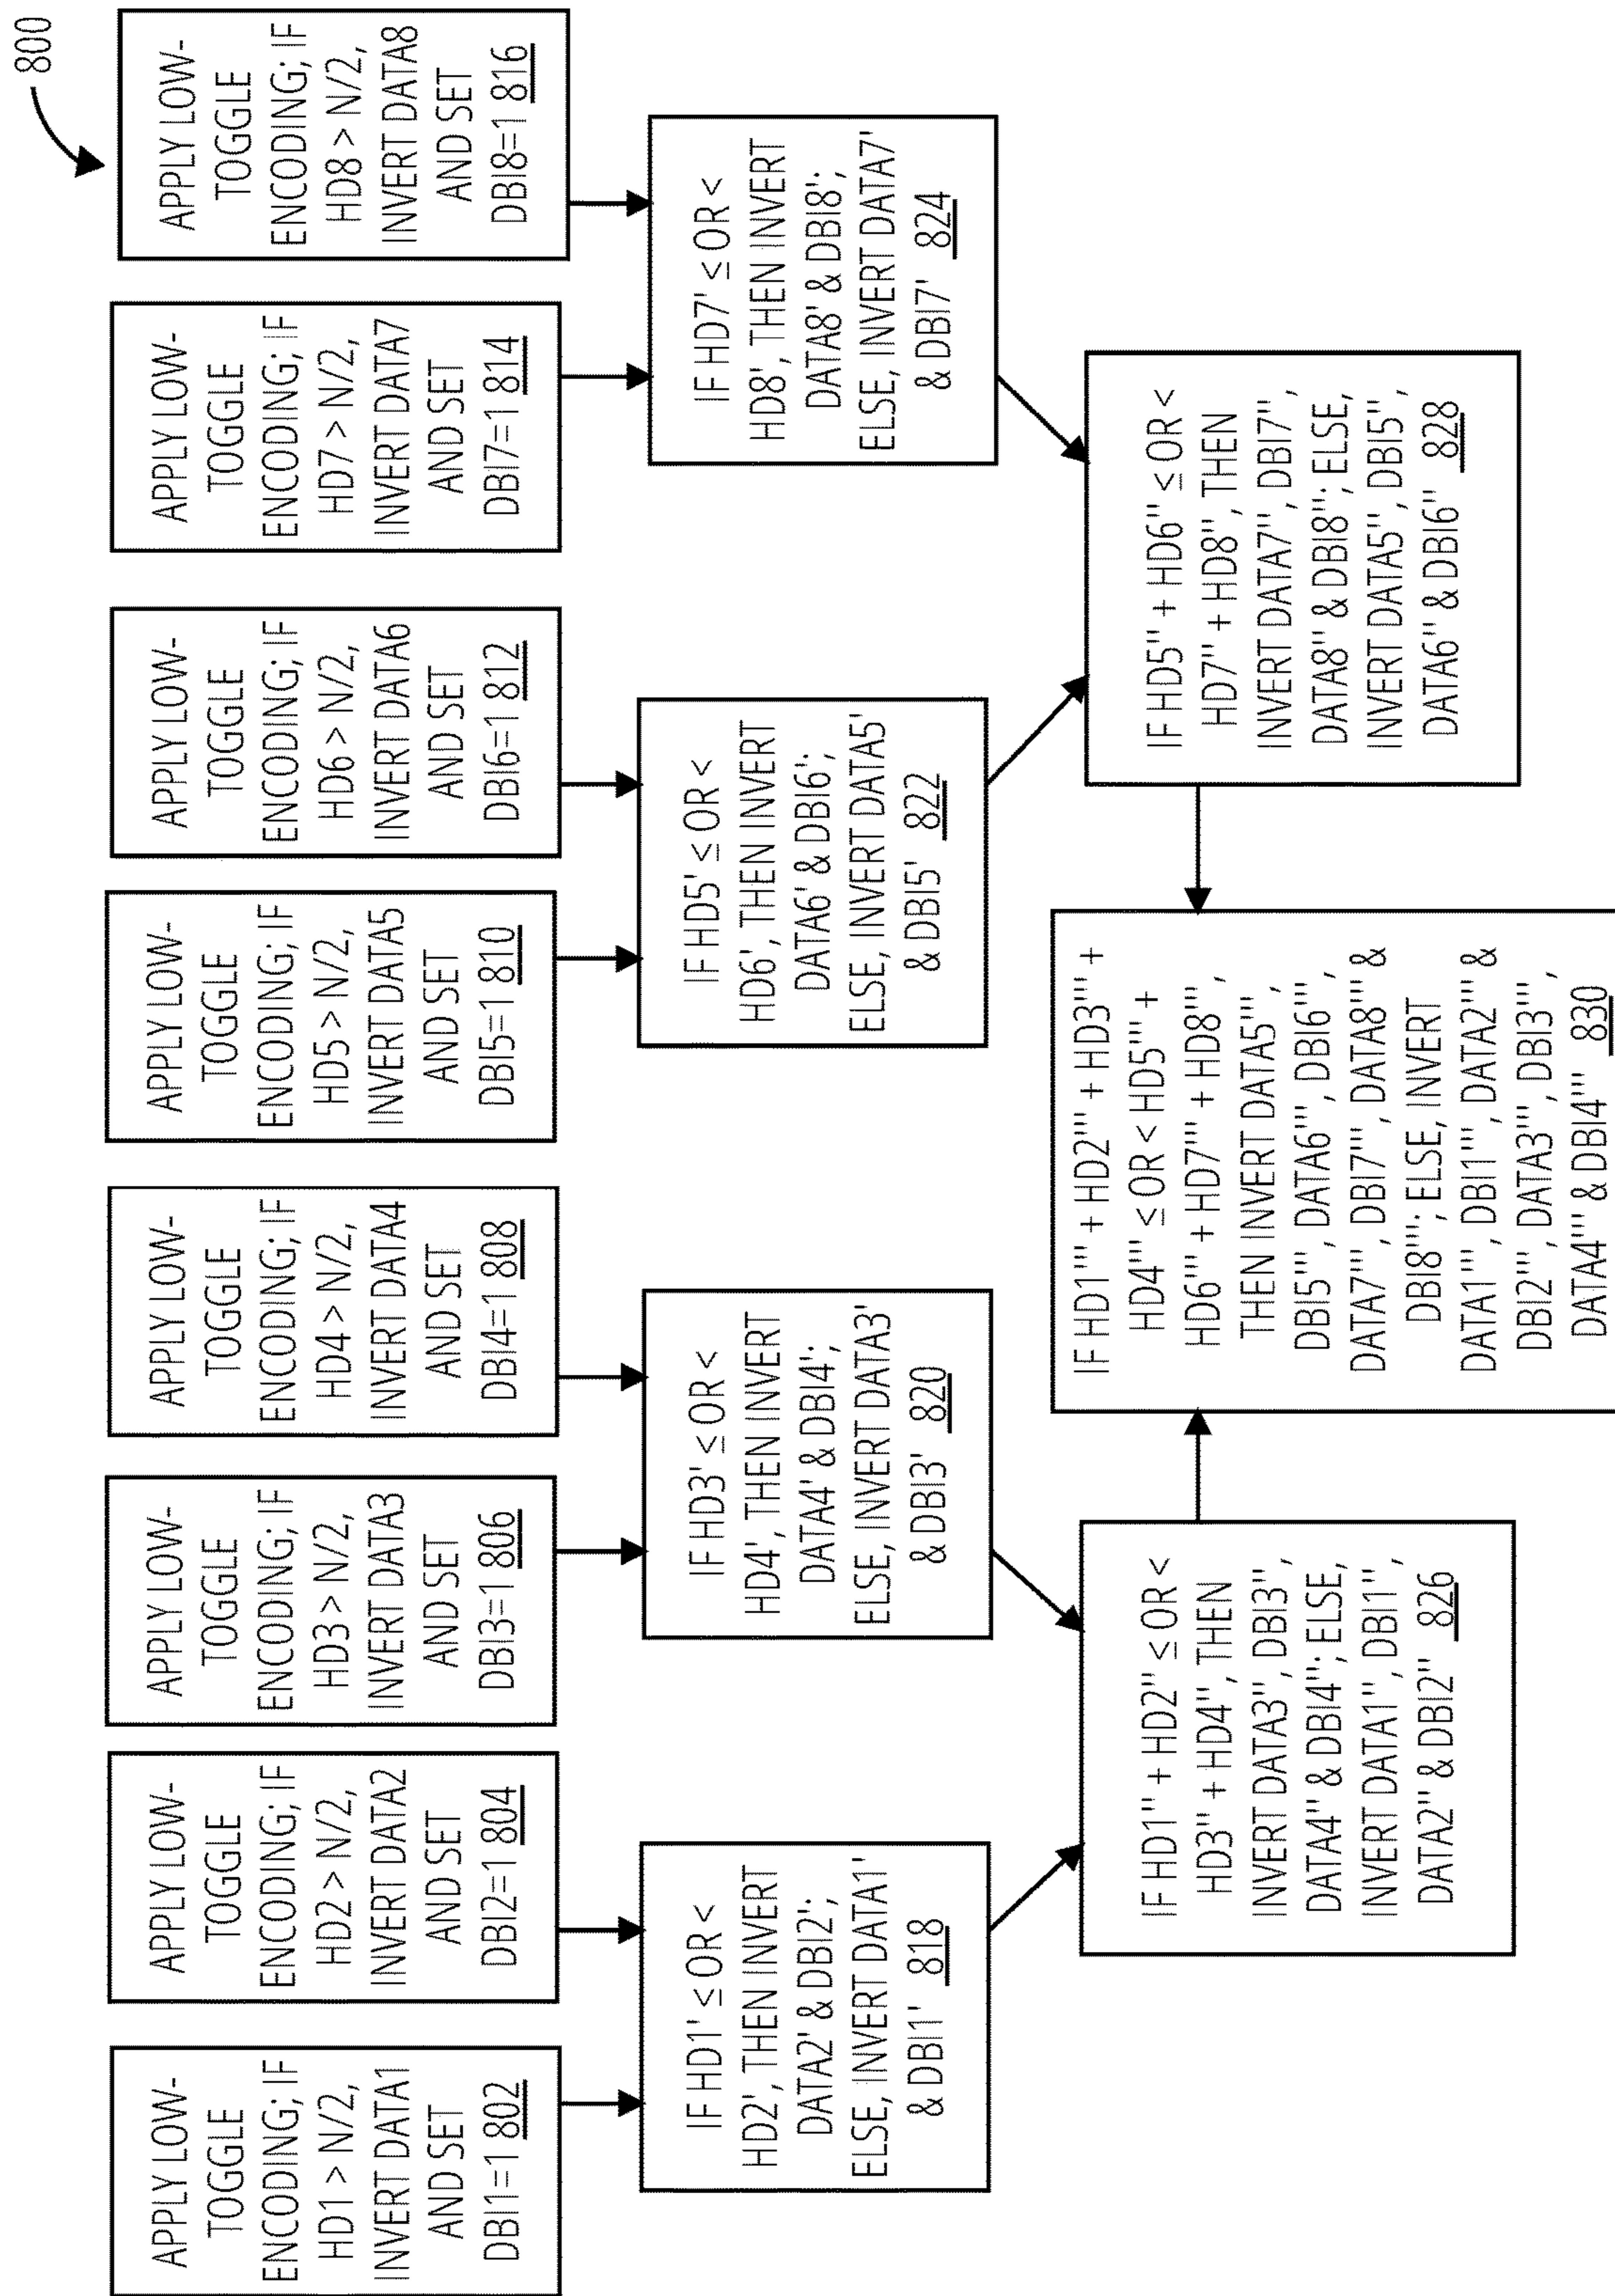 800
APPLY LOW-
TOGGLE
ENCODING; IF
HD1 > N/2,
INVERT DATA1
AND SET
DBI1=1 802
APPLY LOW-
TOGGLE
ENCODING; IF
HD2 > N/2,
INVERT DATA2
AND SET
DBI2=1 804
APPLY LOW-
TOGGLE
ENCODING; IF
HD3 > N/2,
INVERT DATA3
AND SET
DBI3=1 806
APPLY LOW-
TOGGLE
ENCODING; IF
HD4 > N/2,
INVERT DATA4
AND SET
DBI4=1 808
APPLY LOW-
TOGGLE
ENCODING; IF
HD5 > N/2,
INVERT DATA5
AND SET
DBI5=1 810
APPLY LOW-
TOGGLE
ENCODING; IF
HD6 > N/2,
INVERT DATA6
AND SET
DBI6=1 812
APPLY LOW-
TOGGLE
ENCODING; IF
HD7 > N/2,
INVERT DATA7
AND SET
DBI7=1 814
APPLY LOW-
TOGGLE
ENCODING; IF
HD8 > N/2,
INVERT DATA8
AND SET
DBI8=1 816
IF HD1' ≤ OR <
HD2', THEN INVERT
DATA2' & DBI2';
ELSE, INVERT DATA1'
& DBI1' 818
IF HD3' ≤ OR <
HD4', THEN INVERT
DATA4' & DBI4';
ELSE, INVERT DATA3'
& DBI3' 820
IF HD5' ≤ OR <
HD6', THEN INVERT
DATA6' & DBI6';
ELSE, INVERT DATA5'
& DBI5' 822
IF HD7' ≤ OR <
HD8', THEN INVERT
DATA8' & DBI8';
ELSE, INVERT DATA7'
& DBI7' 824
IF HD1'' + HD2'' ≤ OR <
HD3'' + HD4'', THEN
INVERT DATA3'', DBI3'',
DATA4'' & DBI4''; ELSE,
INVERT DATA1'', DBI1'',
DATA2'' & DBI2'' 826
IF HD5'' + HD6'' ≤ OR <
HD7'' + HD8'', THEN
INVERT DATA7'', DBI7'',
DATA8'' & DBI8''; ELSE,
INVERT DATA5'', DBI5'',
DATA6'' & DBI6'' 828
IF HD1''' + HD2''' + HD3''' +
HD4''' ≤ OR < HD5''' +
HD6''' + HD7''' + HD8''',
THEN INVERT DATA5''',
DBI5''', DATA6''', DBI6''',
DATA7''', DBI7''', DATA8''' &
DBI8'''; ELSE, INVERT
DATA1''', DBI1''', DATA2''' &
DBI2''', DATA3''', DBI3''',
DATA4''' & DBI4''' 830